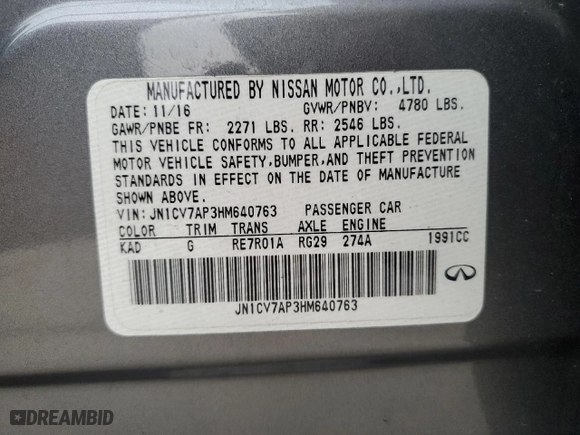 MANUFACTURED BY NISSAN MOTOR CO.,LTD.
DATE: 11/16 GVWR/PNBV: 4780 LBS.
GAWR/PNBE FR: 2271 LBS. RR: 2546 LBS.
THIS VEHICLE CONFORMS TO ALL APPLICABLE FEDERAL
MOTOR VEHICLE SAFETY,BUMPER,AND THEFT PREVENTION
STANDARDS IN EFFECT ON THE DATE OF MANUFACTURE
SHOWN ABOVE.
VIN: JN1CV7AP3HM640763 PASSENGER CAR
COLOR TRIM TRANS AXLE ENGINE
KAD G RE7R01A RG29 274A 1991CC
JN1CV7AP3HM640763
DREAMBID